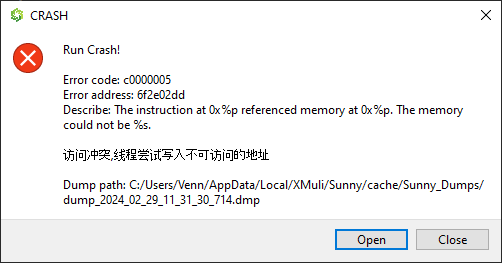 CRASH
Run Crash!
Error code: c0000005
Error address: 6f2e02dd
Describe: The instruction at 0x%p referenced memory at 0x%p. The memory
could not be %s.
访问冲突,线程尝试写入不可访问的地址
Dump path: C:/Users/Venn/AppData/Local/XMuli/Sunny/cache/Sunny_Dumps/
dump_2024_02_29_11_31_30_714.dmp
Open
Close